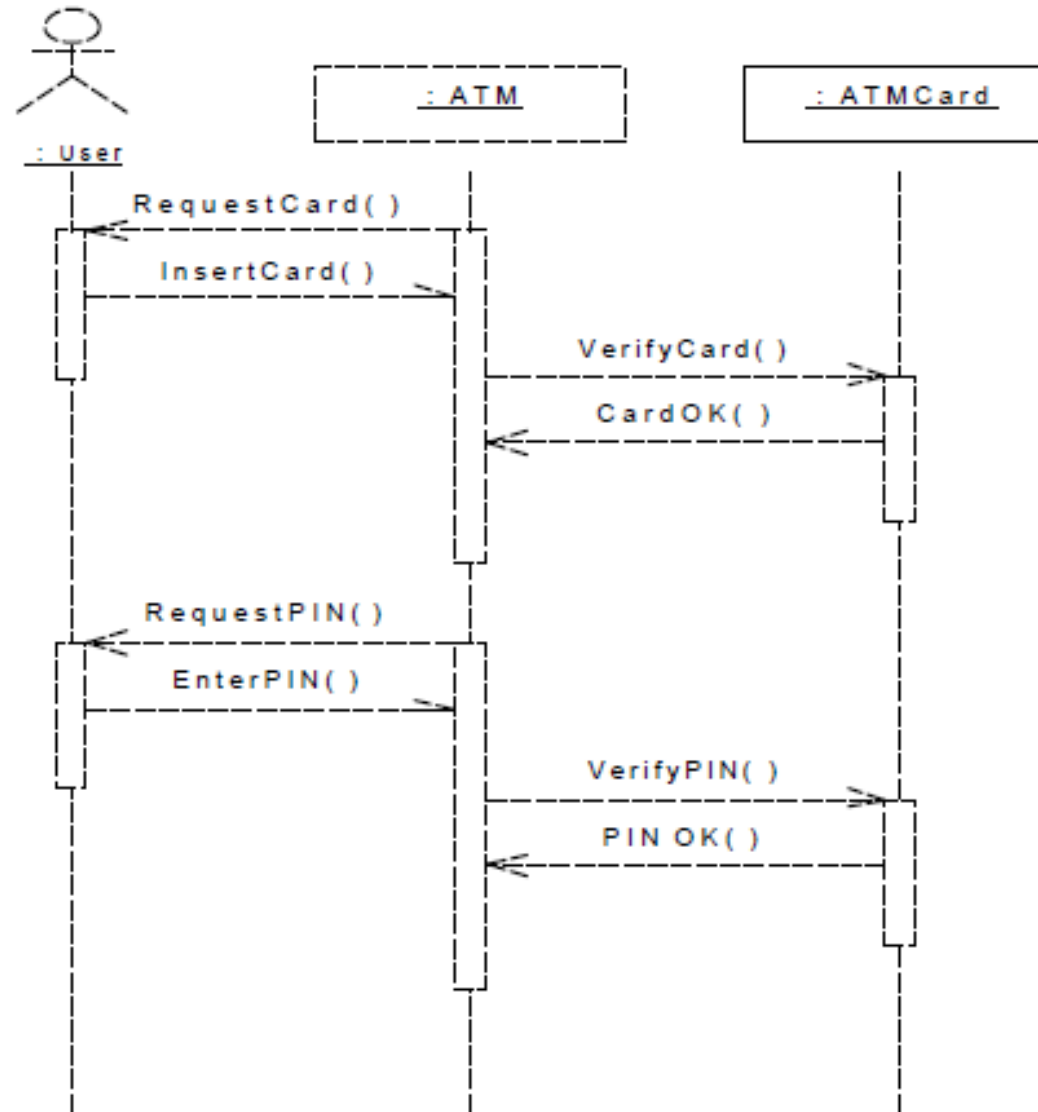 : ATM
: ATMCard
: User
RequestCard( )
InsertCard( )
VerifyCard( )
CardOK( )
RequestPIN( )
EnterPIN( )
VerifyPIN( )
PIN OK( )